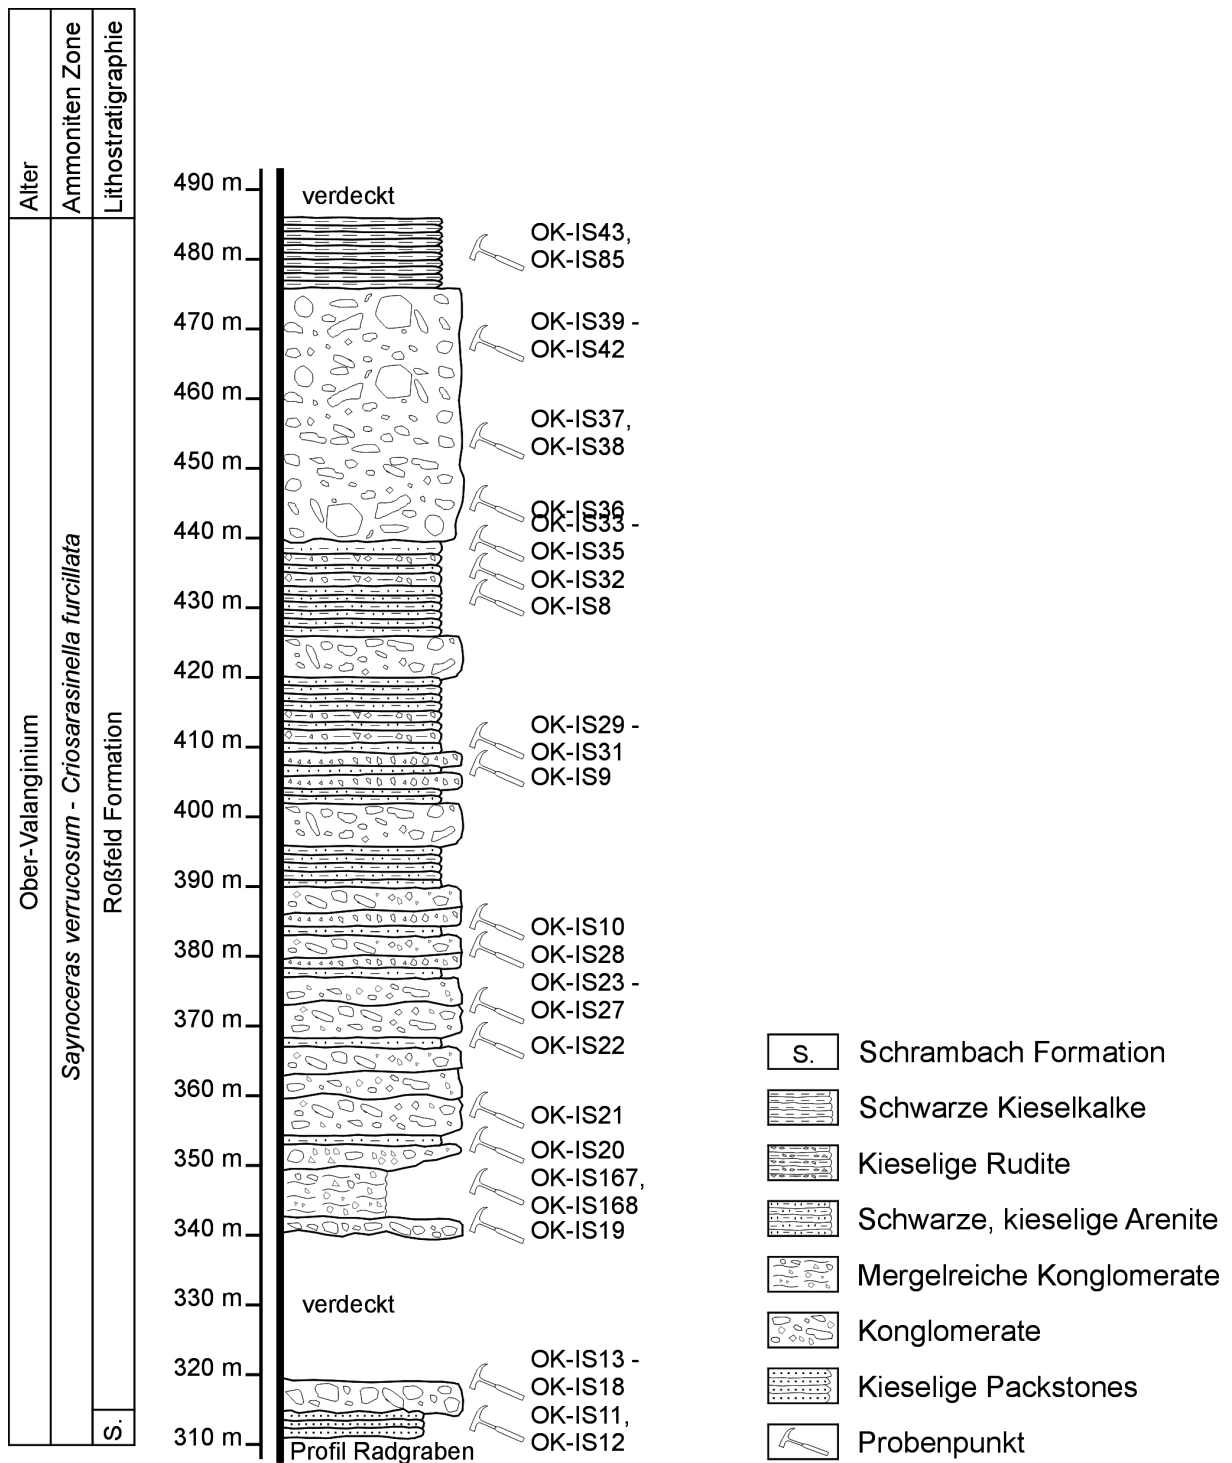 Alter
Ammoniten Zone
Lithostratigraphie
Ober-Valanginium
Saynoceras verrucosum - Criosarasinella furcillata
Roßfeld Formation
S.
490 m
480 m
470 m
460 m
450 m
440 m
430 m
420 m
410 m
400 m
390 m
380 m
370 m
360 m
350 m
340 m
330 m
320 m
310 m
verdeckt
verdeckt
Profil Radgraben
OK-IS43,
OK-IS85
OK-IS39 -
OK-IS42
OK-IS37,
OK-IS38
OK-IS36
OK-IS33 -
OK-IS35
OK-IS32
OK-IS8
OK-IS29 -
OK-IS31
OK-IS9
OK-IS10
OK-IS28
OK-IS23 -
OK-IS27
OK-IS22
OK-IS21
OK-IS20
OK-IS167,
OK-IS168
OK-IS19
OK-IS13 -
OK-IS18
OK-IS11,
OK-IS12
S. Schrambach Formation
Schwarze Kieselkalke
Kieselige Rudite
Schwarze, kieselige Arenite
Mergelreiche Konglomerate
Konglomerate
Kieselige Packstones
Probenpunkt